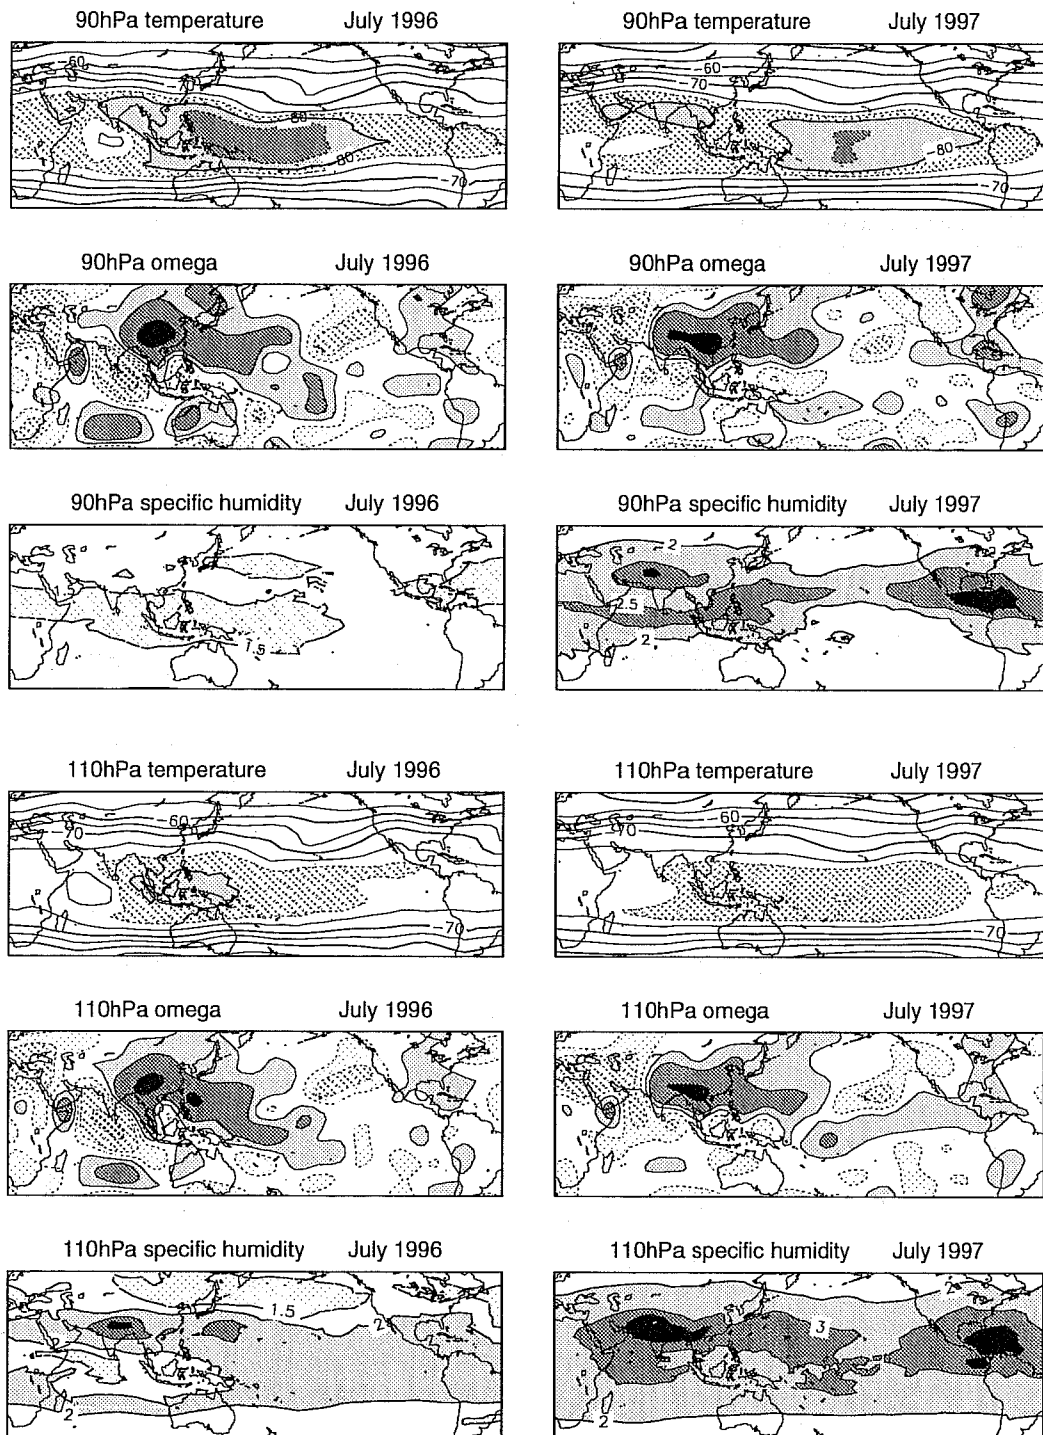 90hPa temperature July 1996 90hPa temperature July 1997
-60 -60
-70
-80
-80 -80
-70 -70
90hPa omega July 1996 90hPa omega July 1997
90hPa specific humidity July 1996 90hPa specific humidity July 1997
2
2.5
1.5 2
110hPa temperature July 1996 110hPa temperature July 1997
-60 -60
-70 -70
-70 -70
110hPa omega July 1996 110hPa omega July 1997
110hPa specific humidity July 1996 110hPa specific humidity July 1997
1.5 2
2 2 3
2 2